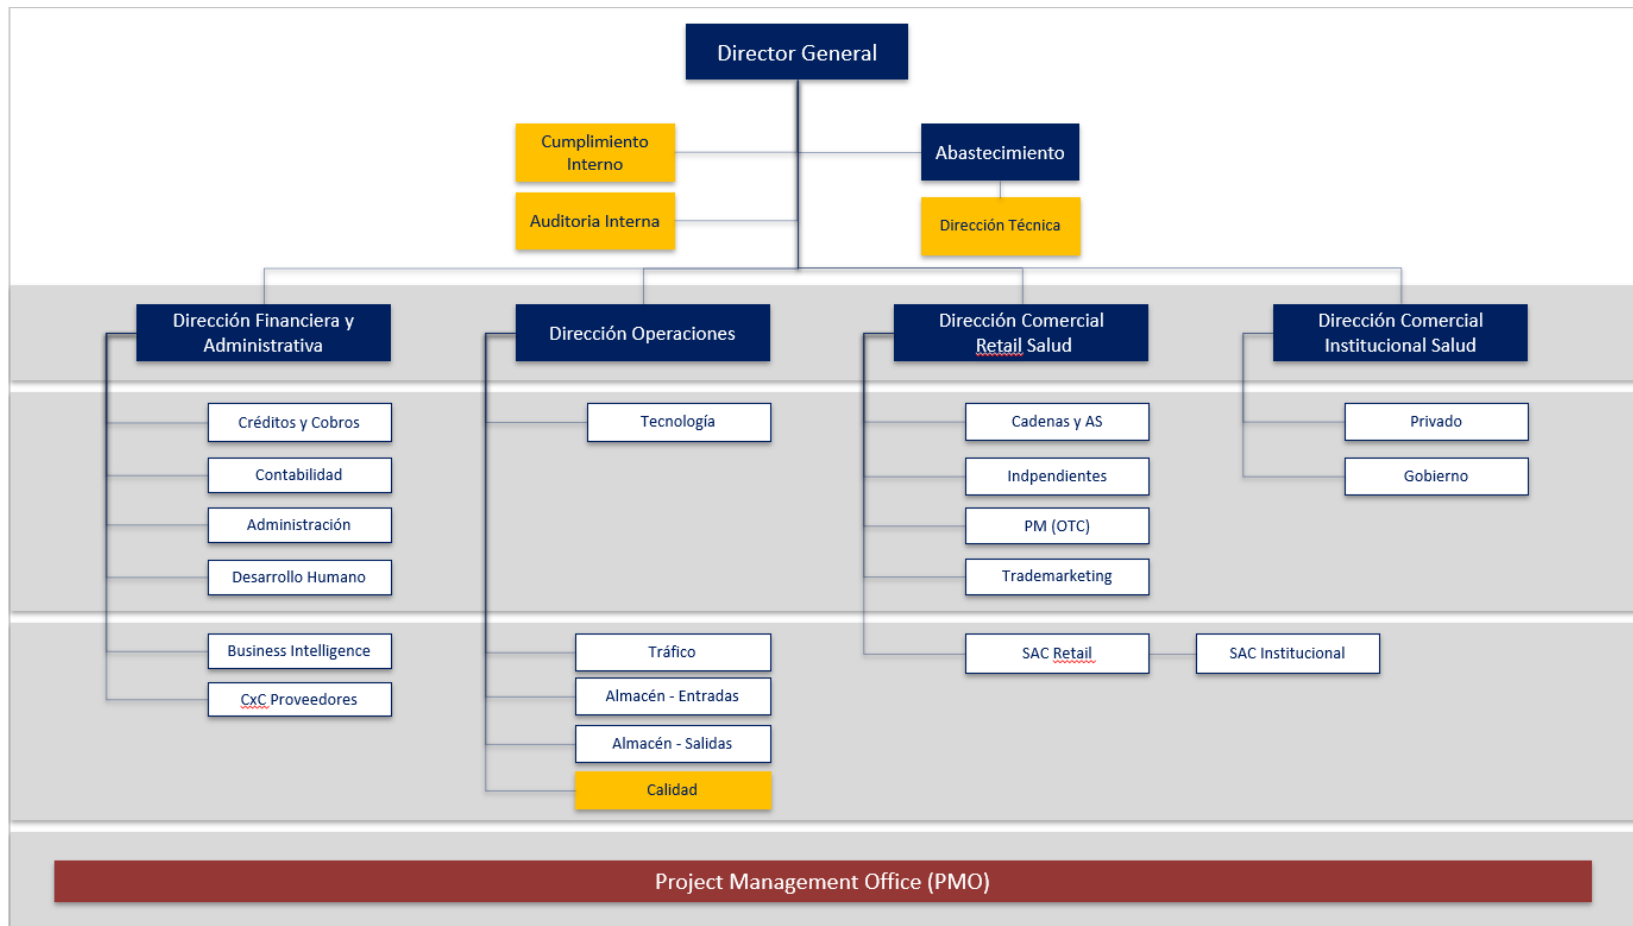 Director General
Cumplimiento
Interno
Abastecimiento
Auditoria Interna
Dirección Técnica
Dirección Financiera y
Administrativa
Dirección Operaciones
Dirección Comercial
Retail Salud
Dirección Comercial
Institucional Salud
Créditos y Cobros
Tecnología
Cadenas y AS
Privado
Contabilidad
Indpendientes
Gobierno
Administración
PM (OTC)
Desarrollo Humano
Trademarketing
Business Intelligence
Tráfico
SAC Retail
SAC Institucional
CxC Proveedores
Almacén - Entradas
Almacén - Salidas
Calidad
Project Management Office (PMO)